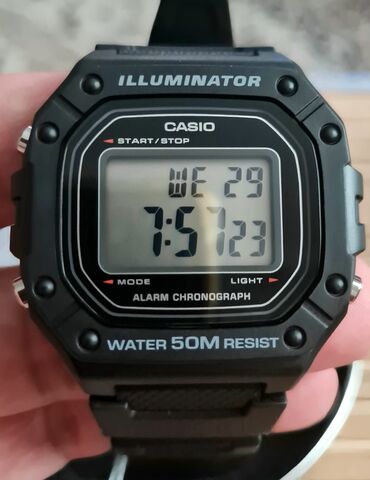 ILLUMINATOR
CASIO
START/STOP
WE 29
7:57 23
MODE LIGHT
ALARM CHRONOGRAPH
WATER 50M RESIST